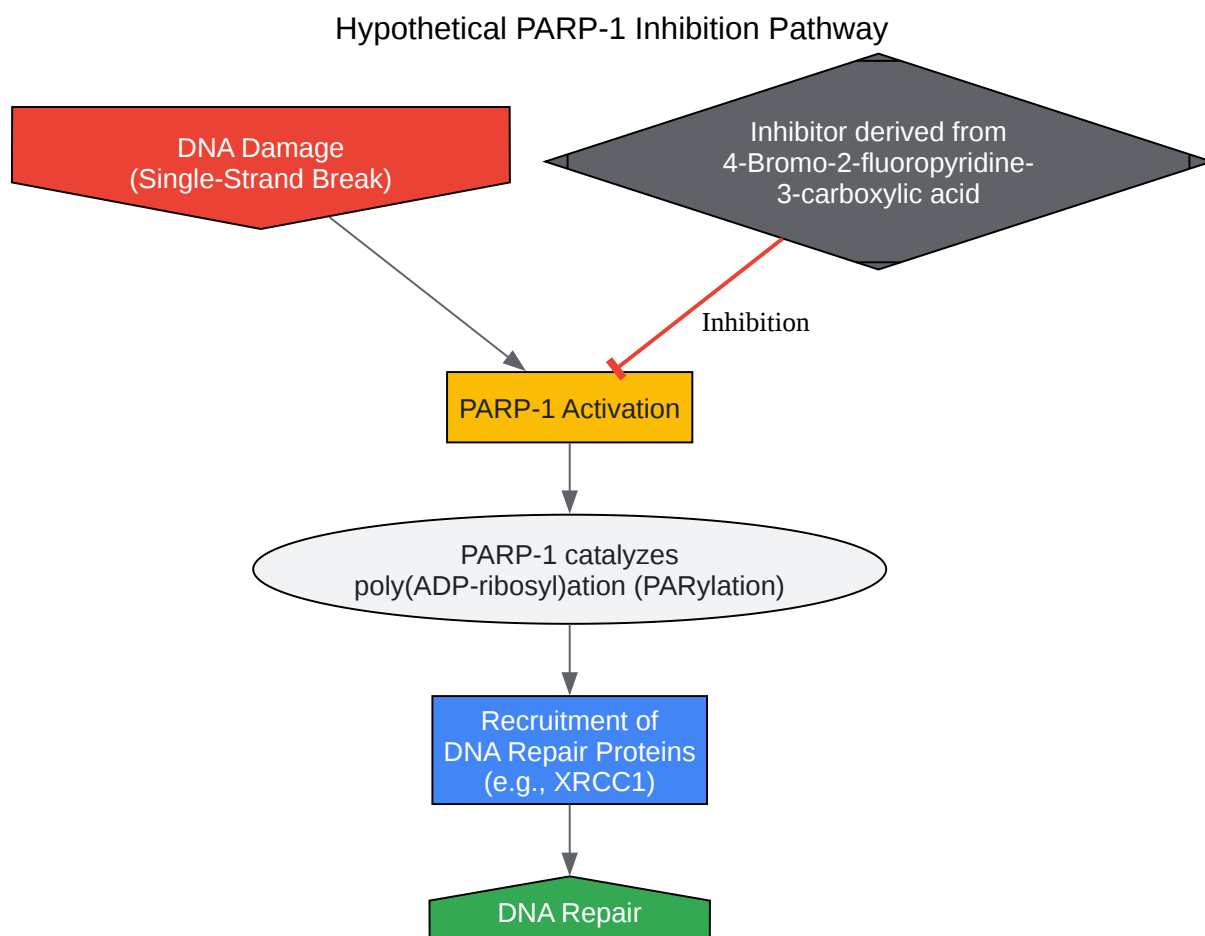 Hypothetical PARP-1 Inhibition Pathway
DNA Damage
(Single-Strand Break)
Inhibitor derived from
4-Bromo-2-fluoropyridine-
3-carboxylic acid
Inhibition
PARP-1 Activation
PARP-1 catalyzes
poly(ADP-ribosyl)ation (PARylation)
Recruitment of
DNA Repair Proteins
(e.g., XRCC1)
DNA Repair